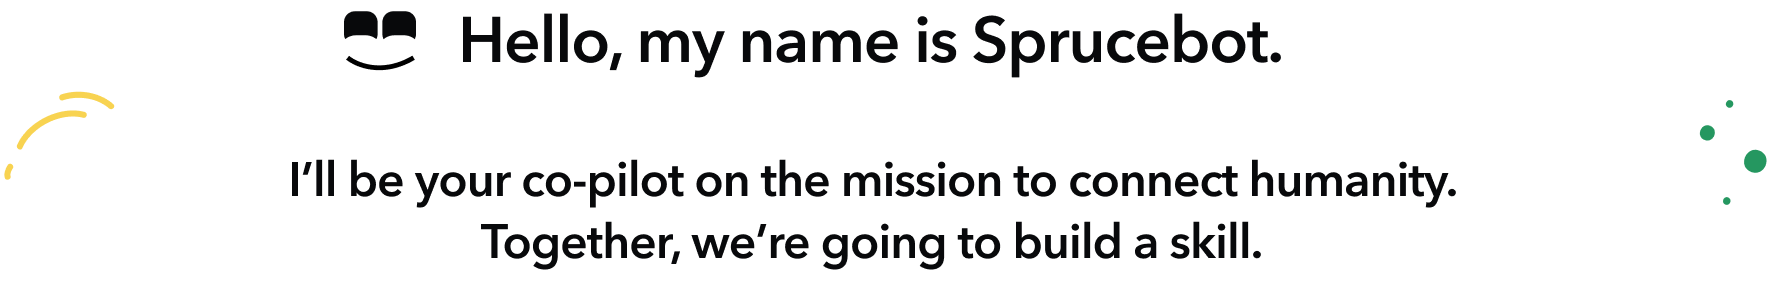 Hello, my name is Sprucebot.
I’ll be your co-pilot on the mission to connect humanity.
Together, we’re going to build a skill.